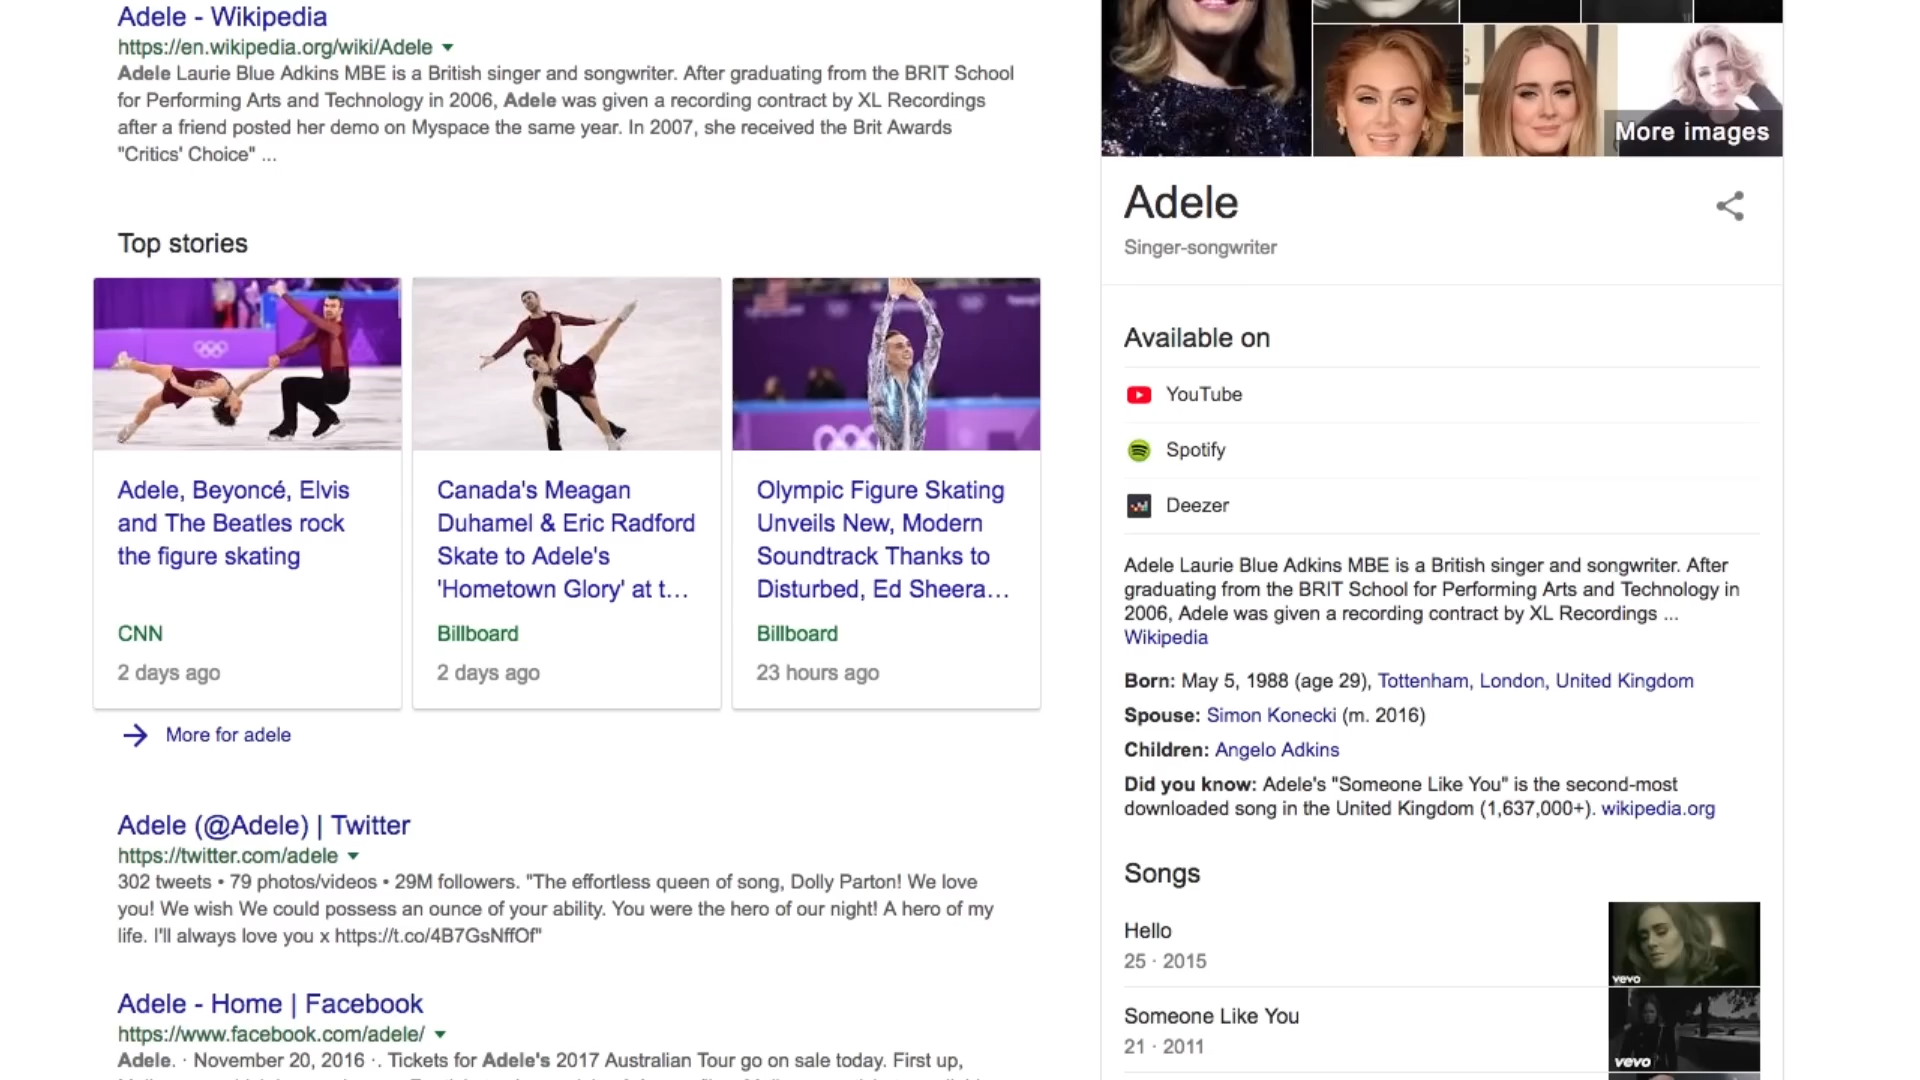 Adele - Wikipedia
https://en.wikipedia.org/wiki/Adele
Adele Laurie Blue Adkins MBE is a British singer and songwriter. After graduating from the BRIT School
for Performing Arts and Technology in 2006, Adele was given a recording contract by XL Recordings
after a friend posted her demo on Myspace the same year. In 2007, she received the Brit Awards
"Critics' Choice" ...
Top stories
Adele, Beyoncé, Elvis
and The Beatles rock
the figure skating
CNN
2 days ago
Canada's Meagan
Duhamel & Eric Radford
Skate to Adele's
'Hometown Glory' at t...
Billboard
2 days ago
Olympic Figure Skating
Unveils New, Modern
Soundtrack Thanks to
Disturbed, Ed Sheera...
Billboard
23 hours ago
More for adele
Adele (@Adele) | Twitter
https://twitter.com/adele
302 tweets • 79 photos/videos • 29M followers. "The effortless queen of song, Dolly Parton! We love
you! We wish We could possess an ounce of your ability. You were the hero of our night! A hero of my
life. I'll always love you x https://t.co/4B7GsNffOf"
Adele - Home | Facebook
https://www.facebook.com/adele/
Adele. · November 20, 2016 ·. Tickets for Adele's 2017 Australian Tour go on sale today. First up,
More images
Adele
Singer-songwriter
Available on
YouTube
Spotify
Deezer
Adele Laurie Blue Adkins MBE is a British singer and songwriter. After
graduating from the BRIT School for Performing Arts and Technology in
2006, Adele was given a recording contract by XL Recordings ...
Wikipedia
Born: May 5, 1988 (age 29), Tottenham, London, United Kingdom
Spouse: Simon Konecki (m. 2016)
Children: Angelo Adkins
Did you know: Adele's "Someone Like You" is the second-most
downloaded song in the United Kingdom (1,637,000+). wikipedia.org
Songs
Hello
25 · 2015
vevo
Someone Like You
21 · 2011
vevo